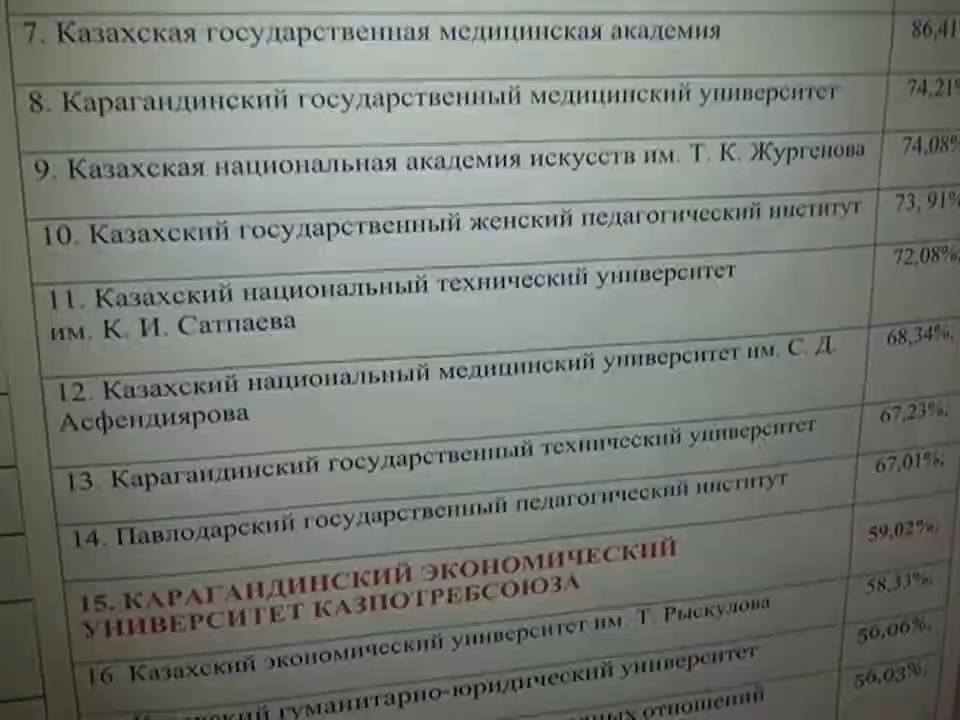 7. Казахская государственная медицинская академия 86,41
8. Карагандинский государственный медицинский университет 74,21%
9. Казахская национальная академия искусств им. Т. К. Жургенова 74,08%
10. Казахский государственный женский педагогический институт 73, 91%
11. Казахский национальный технический университет 72,08%;
им. К. И. Сатпаева
12. Казахский национальный медицинский университет им. С. Д. 68,34%;
Асфендиярова
13. Карагандинский государственный технический университет 67,23%;
14. Павлодарский государственный педагогический институт 67,01%;
15. КАРАГАНДИНСКИЙ ЭКОНОМИЧЕСКИЙ 59,02%;
УНИВЕРСИТЕТ КАЗПОТРЕБСОЮЗА
16. Казахский экономический университет им. Т. Рыскулова 58,33%;
гуманитарно-юридический университет 56,06%;
отношений 56,03%;